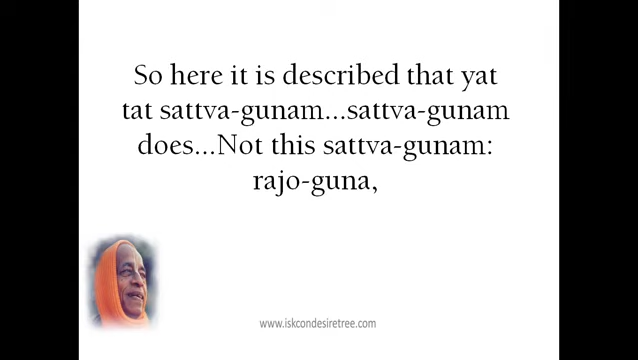 So here it is described that yat
tat sattva-gunam...sattva-gunam
does...Not this sattva-gunam:
rajo-guna,
www.iskcondesiretree.com